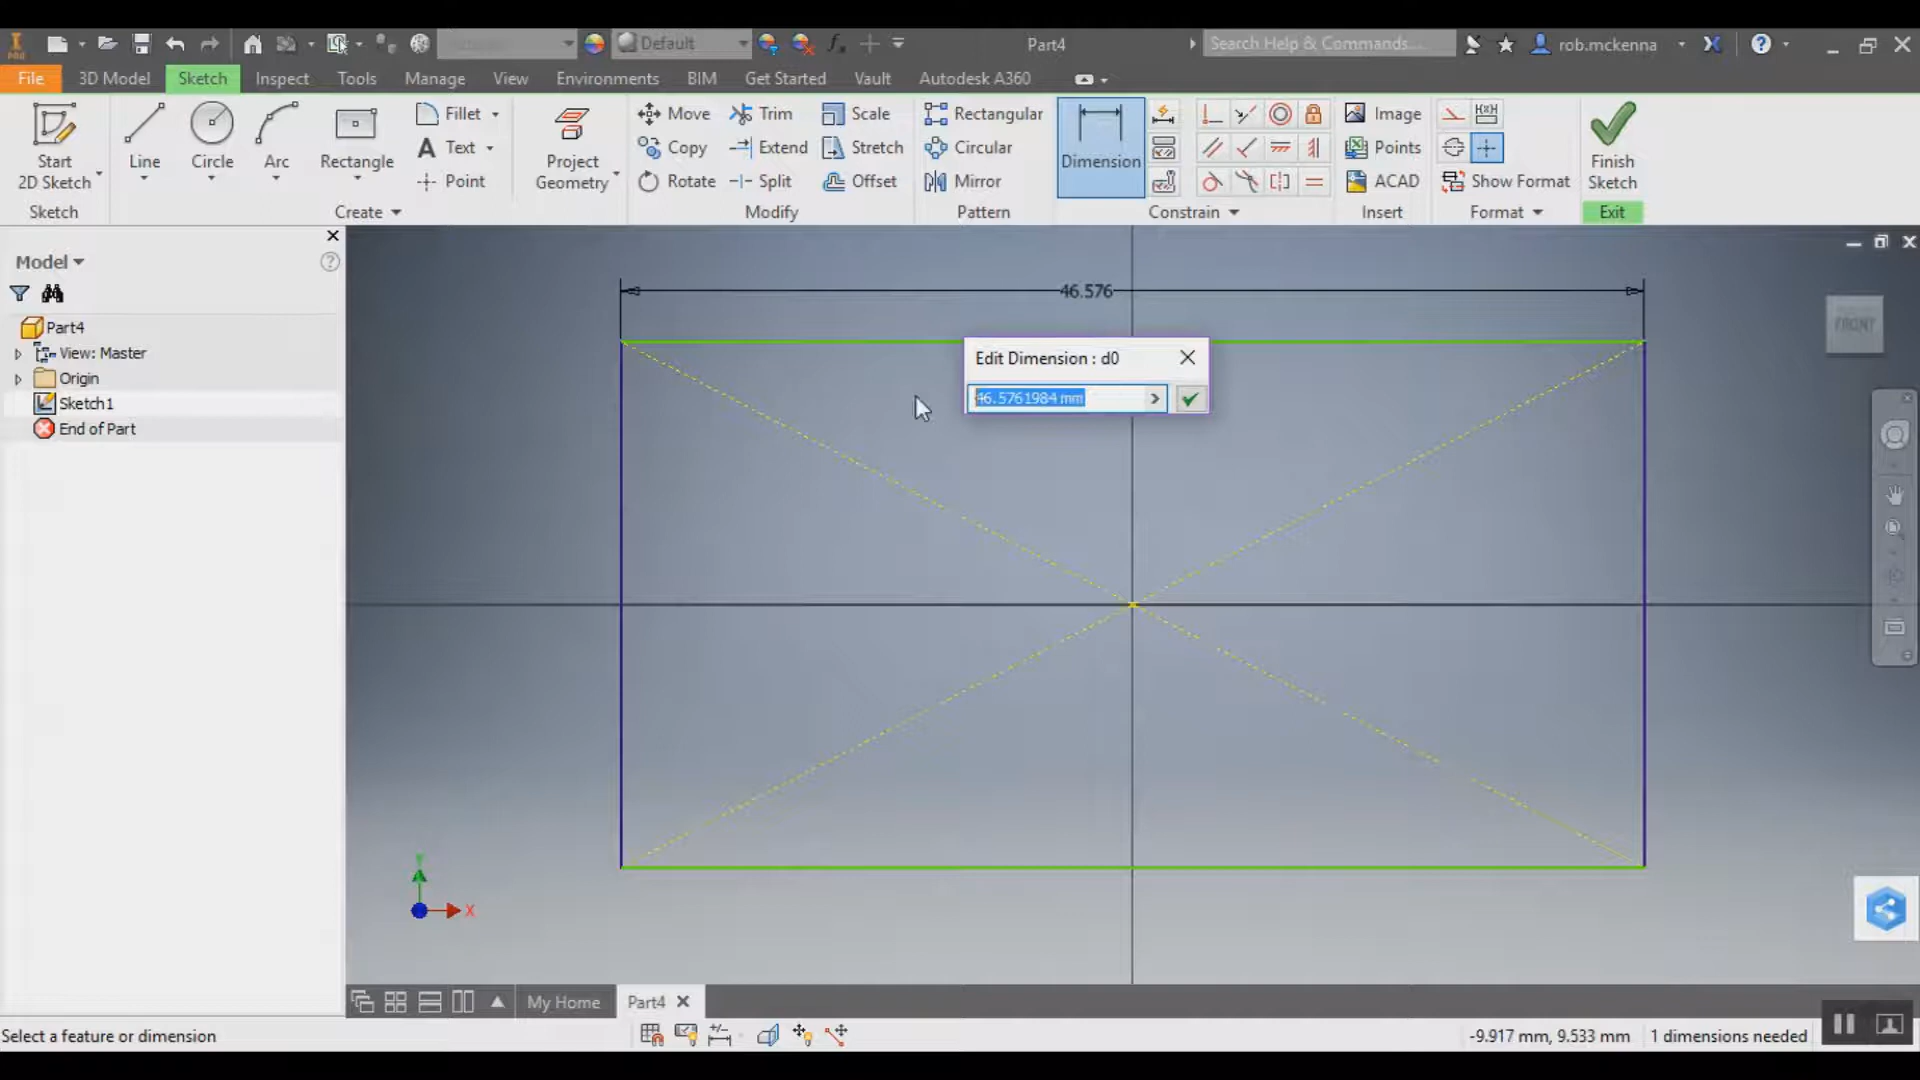 Default
Part4
Search Help & Commands...
rob.mckenna
PRO
File
3D Model
Sketch
Inspect
Tools
Manage
View
Environments
BIM
Get Started
Vault
Autodesk A360
Start
2D Sketch
Line
Circle
Arc
Rectangle
Fillet
Text
Point
Project
Geometry
Move
Copy
Rotate
Trim
Extend
Split
Scale
Stretch
Offset
Rectangular
Circular
Mirror
Dimension
Image
Points
ACAD
Show Format
Finish
Sketch
Sketch
Create
Modify
Pattern
Constrain
Insert
Format
Exit
Model
Part4
View: Master
Origin
Sketch1
End of Part
46.576
Edit Dimension : d0
46.5761984 mm
FRONT
Y
X
My Home
Part4
Select a feature or dimension
-9.917 mm, 9.533 mm
1 dimensions needed